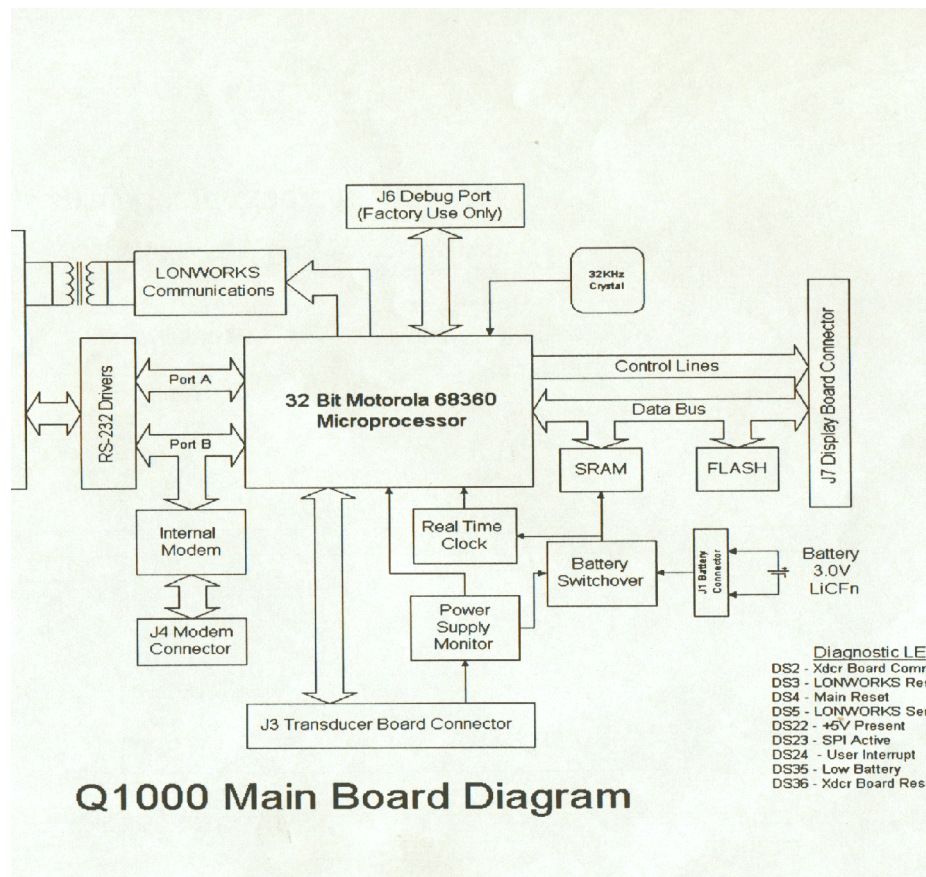 J6 Debug Port
(Factory Use Only)
LONWORKS
Communications
32KHz
Crystal
J7 Display Board Connector
Control Lines
RS-232 Drivers
Port A
32 Bit Motorola 68360
Microprocessor
Data Bus
Port B
SRAM
FLASH
Internal
Modem
Real Time
Clock
Battery
Switchover
J1 Battery
Connector
Battery
3.0V
LiCFn
J4 Modem
Connector
Power
Supply
Monitor
J3 Transducer Board Connector
Diagnostic LE
DS2 - Xdcr Board Comm
DS3 - LONWORKS Res
DS4 - Main Reset
DS5 - LONWORKS Ser
DS22 - +5V Present
DS23 - SPI Active
DS24 - User Interrupt
DS35 - Low Battery
DS36 - Xdcr Board Res
Q1000 Main Board Diagram